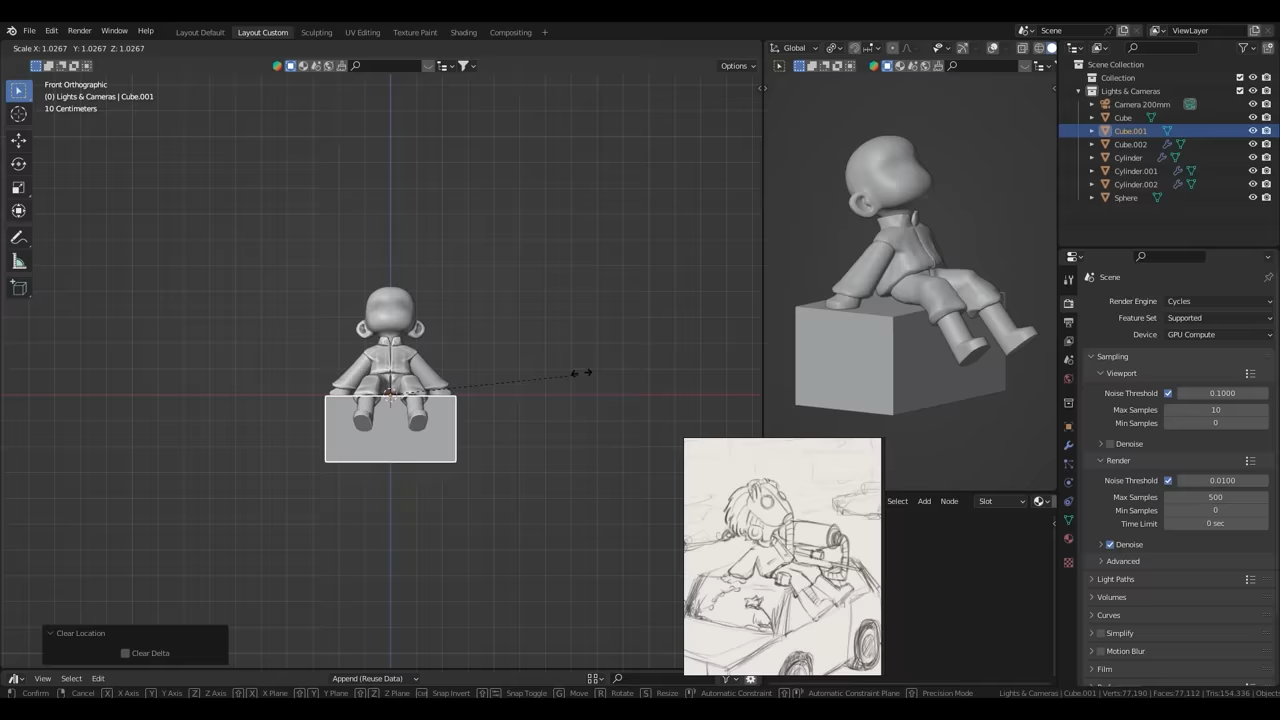 File Edit Render Window Help Layout Default Layout Custom Sculpting UV Editing Texture Paint Shading Compositing + Scene ViewLayer
Scale X: 1.0267 Y: 1.0267 Z: 1.0267
Global
Options
Front Orthographic
(0) Lights & Cameras | Cube.001
10 Centimeters
Scene Collection
Collection
Lights & Cameras
Camera 200mm
Cube
Cube.001
Cube.002
Cylinder
Cylinder.001
Cylinder.002
Sphere
Scene
Render Engine Cycles
Feature Set Supported
Device GPU Compute
Sampling
Viewport
Noise Threshold 0.1000
Max Samples 10
Min Samples 0
Denoise
Render
Noise Threshold 0.0100
Max Samples 500
Min Samples 0
Time Limit 0 sec
Denoise
Advanced
Light Paths
Volumes
Curves
Simplify
Motion Blur
Film
Select Add Node Slot
Clear Location
Clear Delta
View Select Edit Append (Reuse Data)
Confirm Cancel X X Axis Y Y Axis Z Z Axis X X Plane Y Y Plane Z Z Plane Snap Invert Snap Toggle G Move R Rotate S Resize Automatic Constraint Automatic Constraint Plane Precision Mode Lights & Cameras | Cube.001 | Verts:77,190 | Faces:77,112 | Tris:154,336 | Objects